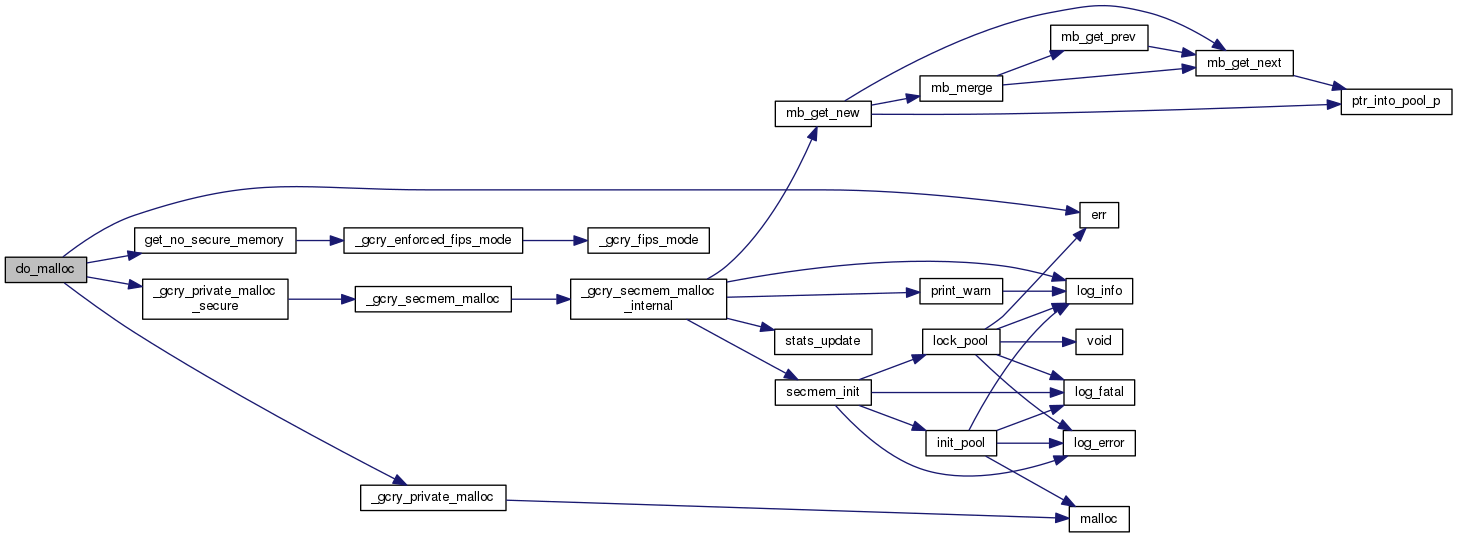 mb_get_prev
mb_get_next
mb_merge
ptr_into_pool_p
mb_get_new
err
get_no_secure_memory
_gcry_enforced_fips_mode
_gcry_fips_mode
do_malloc
_gcry_private_malloc
_secure
_gcry_secmem_malloc
_gcry_secmem_malloc
_internal
print_warn
log_info
stats_update
lock_pool
void
secmem_init
log_fatal
init_pool
log_error
_gcry_private_malloc
malloc